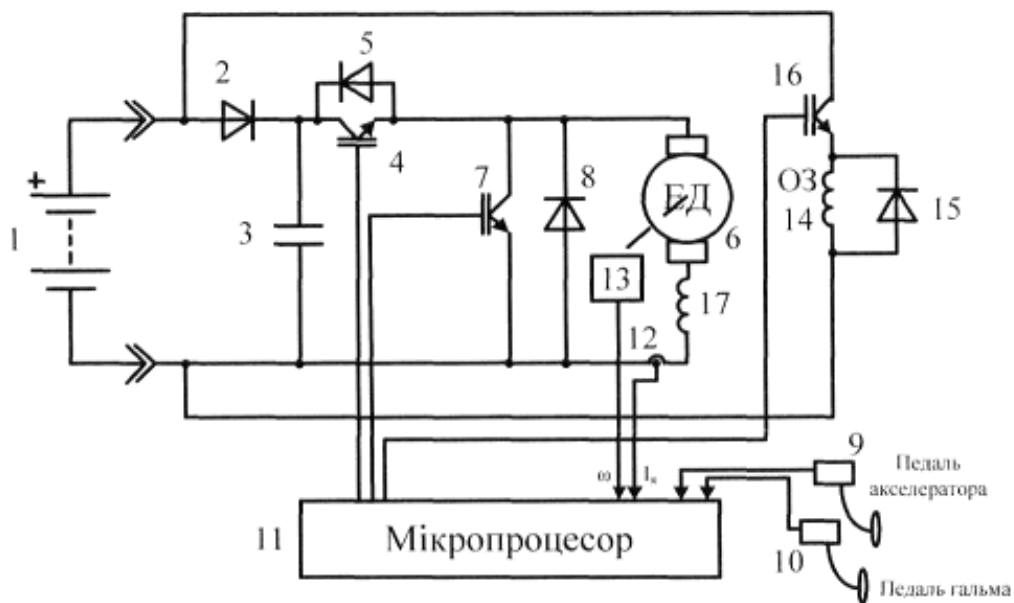 5
16
2
+
4
7
8
ЕД
ОЗ
14
15
1
3
6
13
17
12
ω
Iя
9
Педаль
акселератора
11
Мікропроцесор
10
Педаль гальма